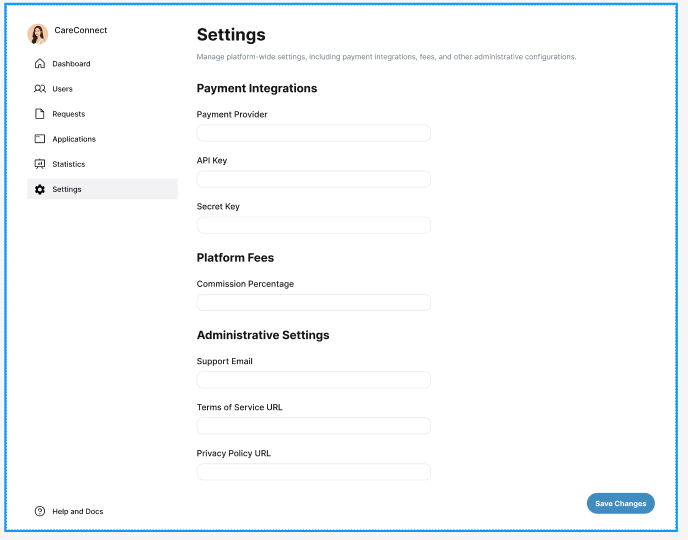 CareConnect
Dashboard
Users
Requests
Applications
Statistics
Settings
Help and Docs
Settings
Manage platform-wide settings, including payment integrations, fees, and other administrative configurations.
Payment Integrations
Payment Provider
API Key
Secret Key
Platform Fees
Commission Percentage
Administrative Settings
Support Email
Terms of Service URL
Privacy Policy URL
Save Changes